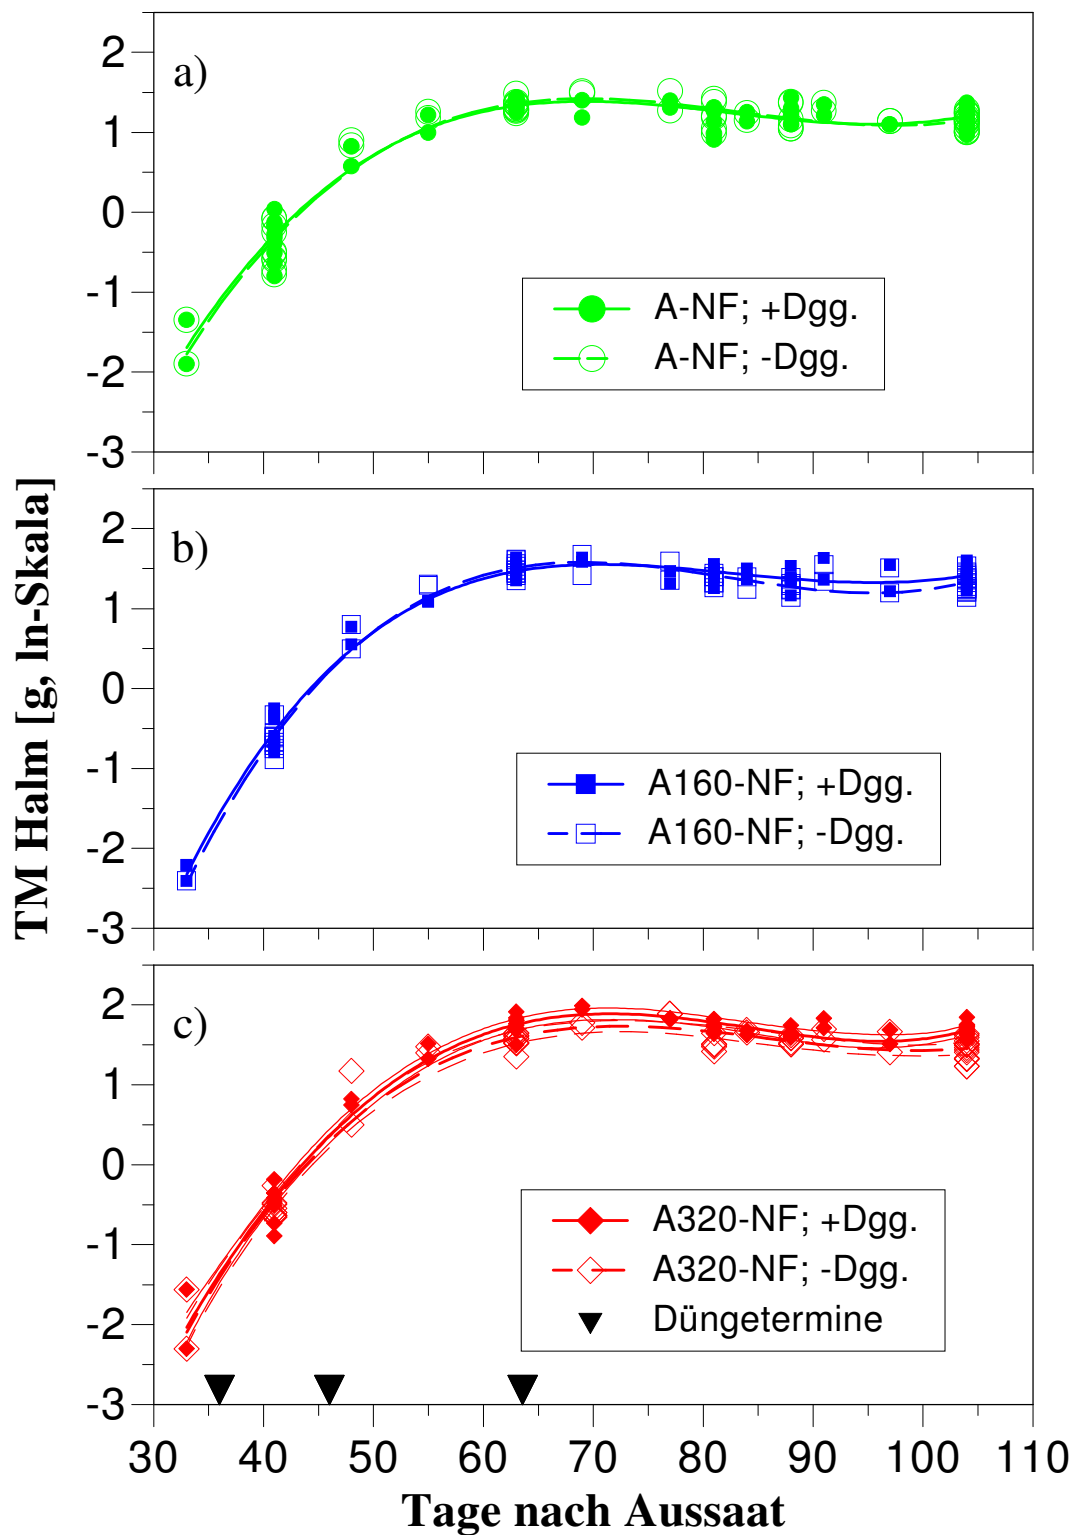 TM Halm [g, ln-Skala]
a)
2
1
0
-1
-2
-3
A-NF; +Dgg.
A-NF; -Dgg.
b)
2
1
0
-1
-2
-3
A160-NF; +Dgg.
A160-NF; -Dgg.
c)
2
1
0
-1
-2
-3
A320-NF; +Dgg.
A320-NF; -Dgg.
Düngetermine
30 40 50 60 70 80 90 100 110
Tage nach Aussaat